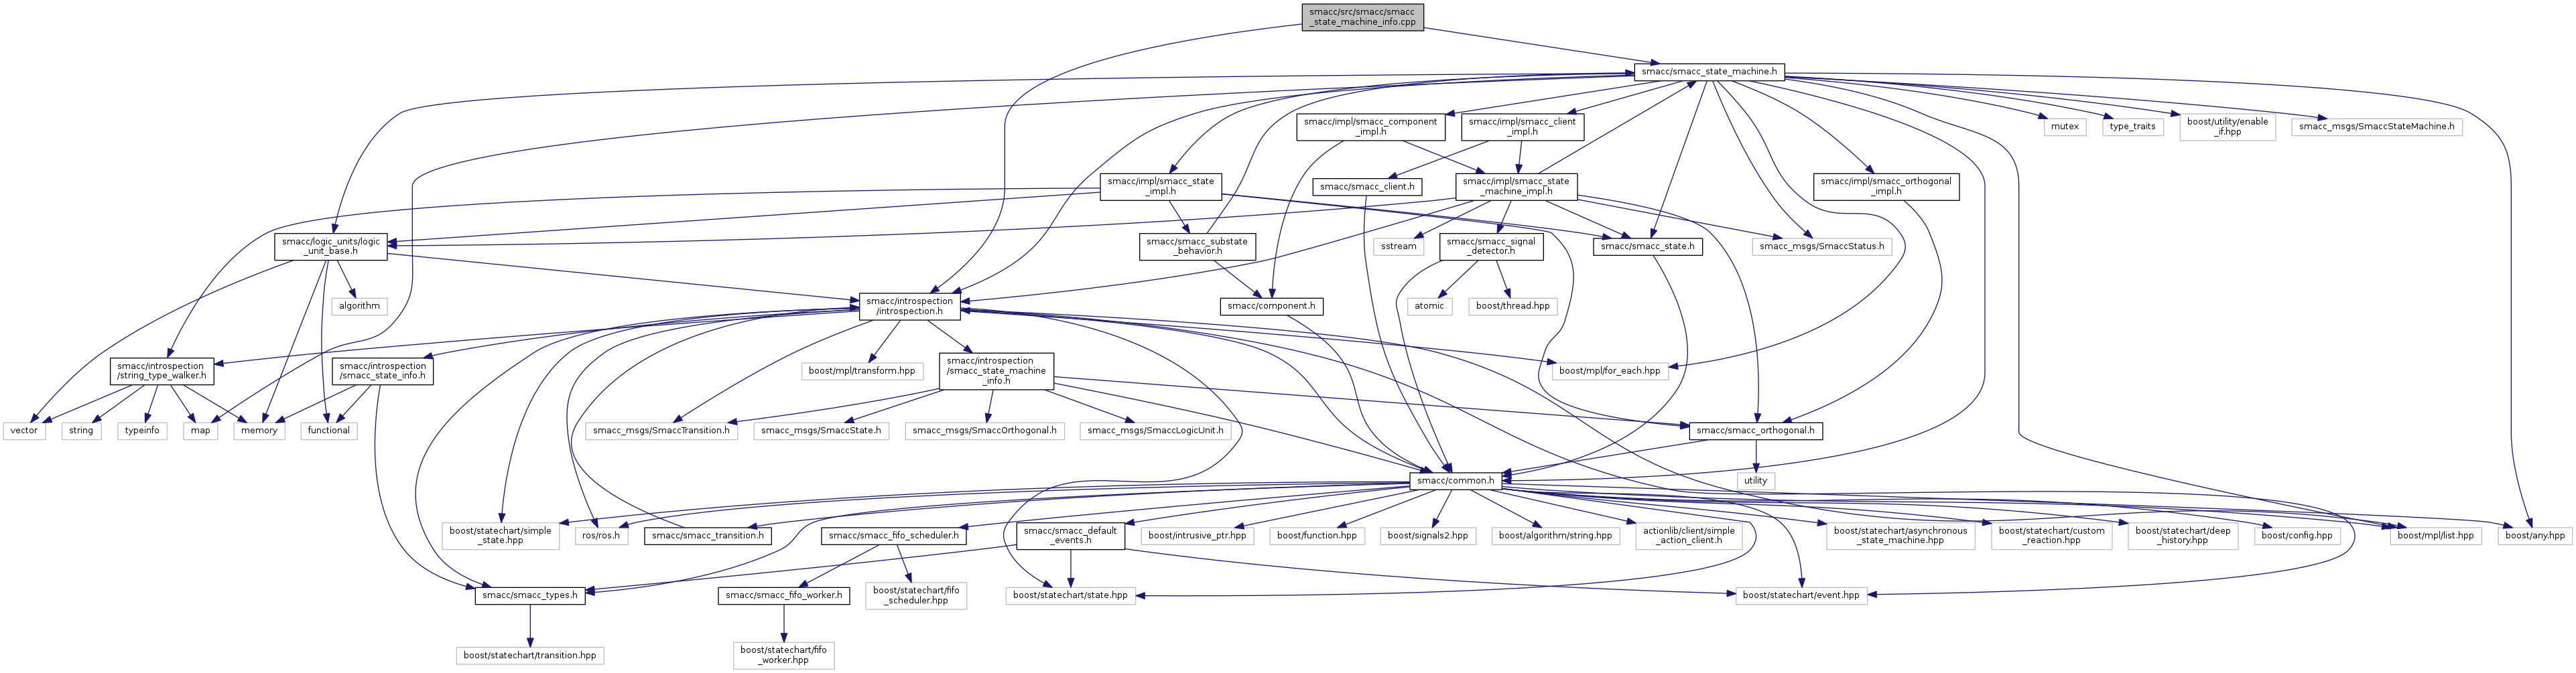 smacc/src/smacc/smacc
_state_machine_info.cpp
smacc/smacc_state_machine.h
smacc/impl/smacc_component
_impl.h
smacc/impl/smacc_client
_impl.h
mutex
type_traits
boost/utility/enable
_if.hpp
smacc_msgs/SmaccStateMachine.h
smacc/impl/smacc_state
_impl.h
smacc/smacc_client.h
smacc/impl/smacc_state
_machine_impl.h
smacc/impl/smacc_orthogonal
_impl.h
smacc/logic_units/logic
_unit_base.h
smacc/smacc_substate
_behavior.h
sstream
smacc/smacc_signal
_detector.h
smacc/smacc_state.h
smacc_msgs/SmaccStatus.h
algorithm
smacc/introspection
/introspection.h
smacc/component.h
atomic
boost/thread.hpp
smacc/introspection
/string_type_walker.h
smacc/introspection
/smacc_state_info.h
boost/mpl/transform.hpp
smacc/introspection
/smacc_state_machine
_info.h
boost/mpl/for_each.hpp
vector
string
typeinfo
map
memory
functional
smacc_msgs/SmaccTransition.h
smacc_msgs/SmaccState.h
smacc_msgs/SmaccOrthogonal.h
smacc_msgs/SmaccLogicUnit.h
smacc/smacc_orthogonal.h
smacc/common.h
utility
boost/statechart/simple
_state.hpp
ros/ros.h
smacc/smacc_transition.h
smacc/smacc_fifo_scheduler.h
smacc/smacc_default
_events.h
boost/intrusive_ptr.hpp
boost/function.hpp
boost/signals2.hpp
boost/algorithm/string.hpp
actionlib/client/simple
_action_client.h
boost/statechart/asynchronous
_state_machine.hpp
boost/statechart/custom
_reaction.hpp
boost/statechart/deep
_history.hpp
boost/config.hpp
boost/mpl/list.hpp
boost/any.hpp
smacc/smacc_types.h
smacc/smacc_fifo_worker.h
boost/statechart/fifo
_scheduler.hpp
boost/statechart/state.hpp
boost/statechart/event.hpp
boost/statechart/transition.hpp
boost/statechart/fifo
_worker.hpp